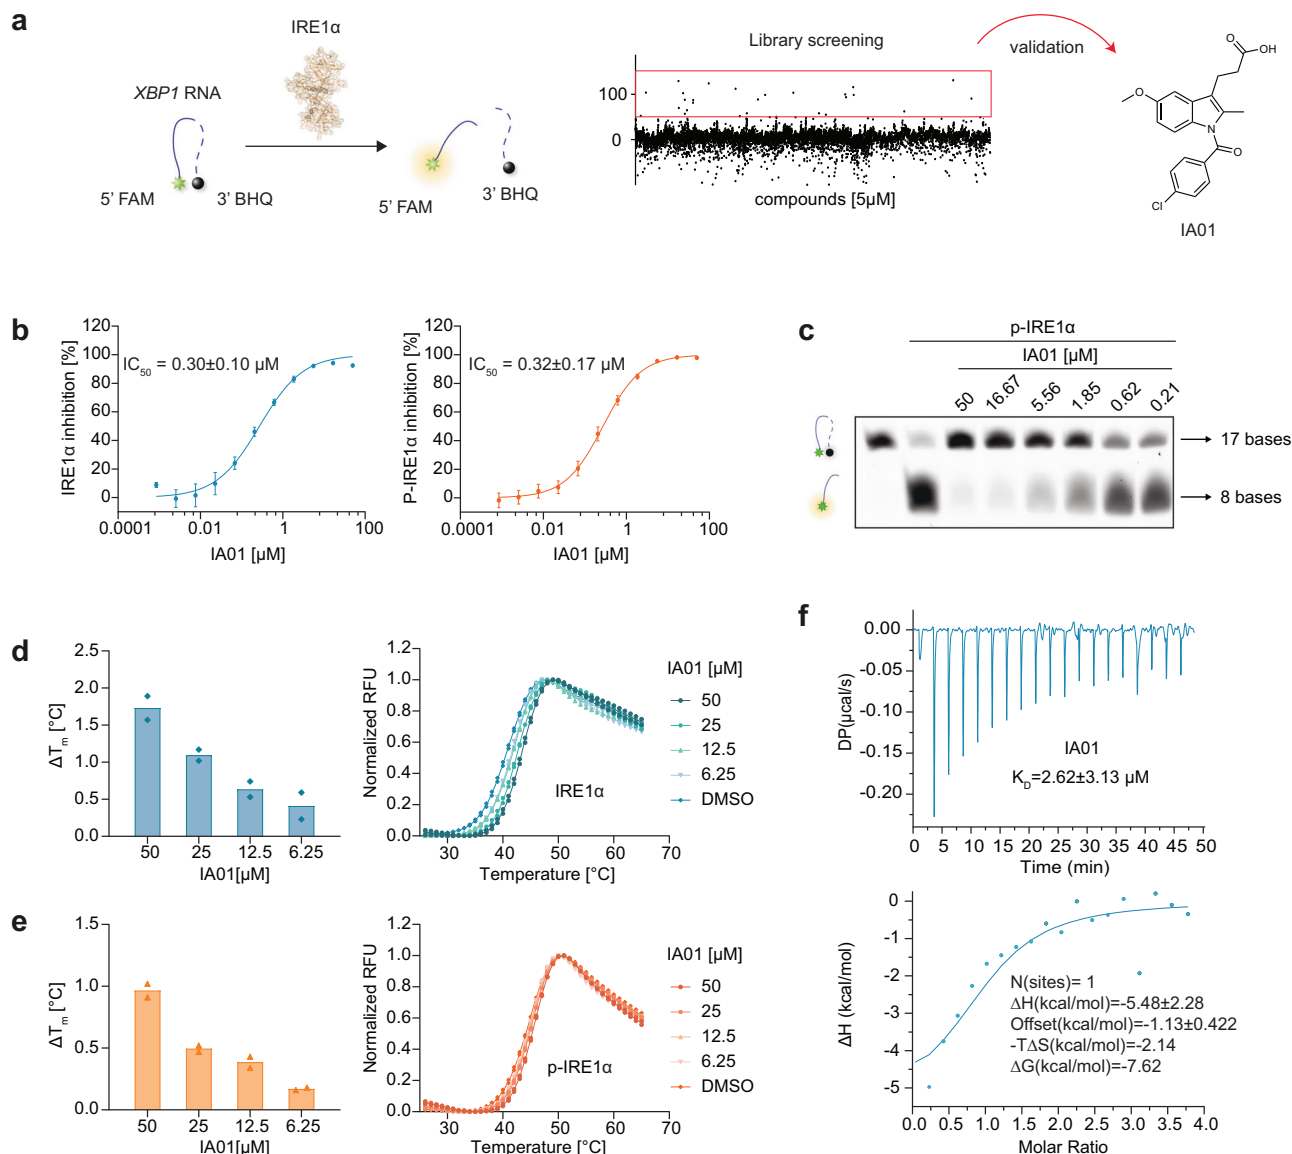 a
IRE1α
XBP1 RNA
5' FAM
3' BHQ
5' FAM
3' BHQ
Library screening
validation
100
0
compounds [5µM]
O
OH
O
N
O
Cl
IA01
b
IRE1α inhibition [%]
120
100
80
60
40
20
0
IC50 = 0.30±0.10 µM
0.0001
0.01
1
100
IA01 [µM]
P-IRE1α inhibition [%]
120
100
80
60
40
20
0
IC50 = 0.32±0.17 µM
0.0001
0.01
1
100
IA01 [µM]
c
p-IRE1α
IA01 [µM]
50
16.67
5.56
1.85
0.62
0.21
17 bases
8 bases
d
ΔTm [°C]
2.5
2.0
1.5
1.0
0.5
0.0
50
25
12.5
6.25
IA01[µM]
Normalized RFU
1.2
1.0
0.8
0.6
0.4
0.2
0.0
IRE1α
30
40
50
60
70
Temperature [°C]
IA01 [µM]
50
25
12.5
6.25
DMSO
e
ΔTm [°C]
1.5
1.0
0.5
0.0
50
25
12.5
6.25
IA01[µM]
Normalized RFU
1.2
1.0
0.8
0.6
0.4
0.2
0.0
p-IRE1α
30
40
50
60
70
Temperature [°C]
IA01 [µM]
50
25
12.5
6.25
DMSO
f
DP(µcal/s)
0.00
-0.05
-0.10
-0.15
-0.20
IA01
KD=2.62±3.13 µM
0
5
10
15
20
25
30
35
40
45
50
Time (min)
ΔH (kcal/mol)
0
-1
-2
-3
-4
-5
N(sites)= 1
ΔH(kcal/mol)=-5.48±2.28
Offset(kcal/mol)=-1.13±0.422
-TΔS(kcal/mol)=-2.14
ΔG(kcal/mol)=-7.62
0
0.5
1.0
1.5
2.0
2.5
3.0
3.5
4.0
Molar Ratio